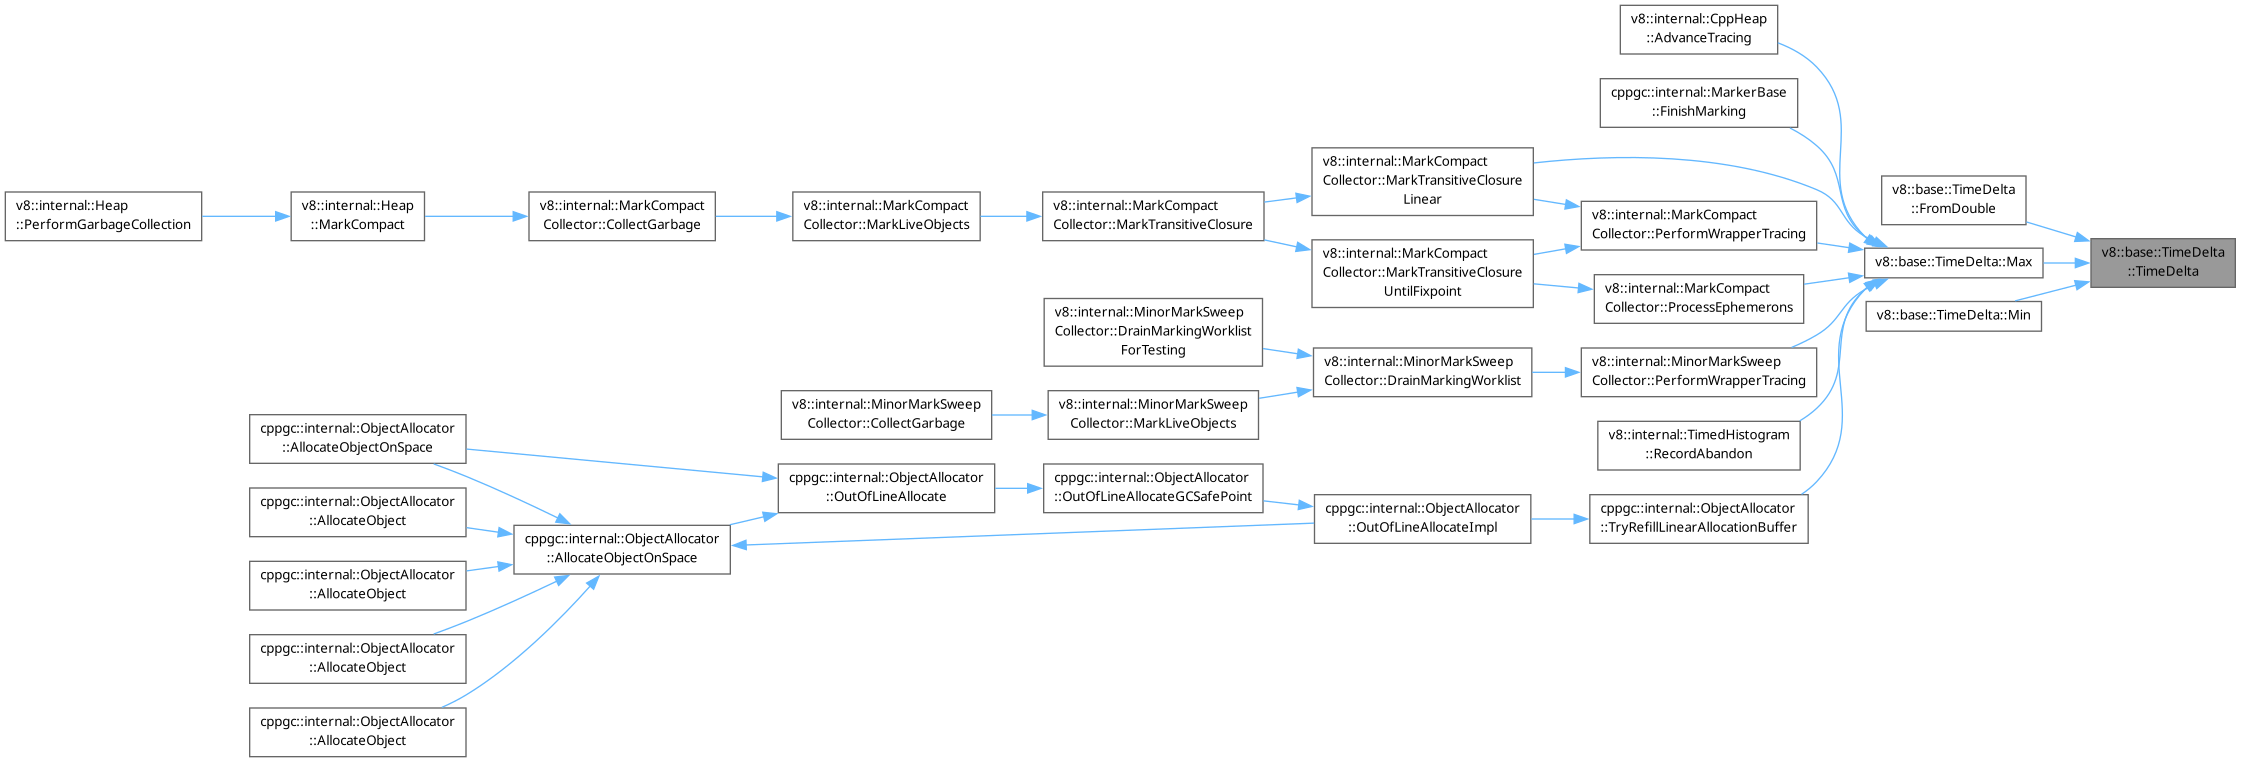 v8::internal::CppHeap
::AdvanceTracing
cppgc::internal::MarkerBase
::FinishMarking
v8::internal::MarkCompact
Collector::MarkTransitiveClosure
Linear
v8::base::TimeDelta
::FromDouble
v8::internal::Heap
::PerformGarbageCollection
v8::internal::Heap
::MarkCompact
v8::internal::MarkCompact
Collector::CollectGarbage
v8::internal::MarkCompact
Collector::MarkLiveObjects
v8::internal::MarkCompact
Collector::MarkTransitiveClosure
v8::internal::MarkCompact
Collector::PerformWrapperTracing
v8::base::TimeDelta
::TimeDelta
v8::base::TimeDelta::Max
v8::internal::MarkCompact
Collector::MarkTransitiveClosure
UntilFixpoint
v8::internal::MarkCompact
Collector::ProcessEphemerons
v8::base::TimeDelta::Min
v8::internal::MinorMarkSweep
Collector::DrainMarkingWorklist
ForTesting
v8::internal::MinorMarkSweep
Collector::DrainMarkingWorklist
v8::internal::MinorMarkSweep
Collector::PerformWrapperTracing
v8::internal::MinorMarkSweep
Collector::CollectGarbage
v8::internal::MinorMarkSweep
Collector::MarkLiveObjects
cppgc::internal::ObjectAllocator
::AllocateObjectOnSpace
v8::internal::TimedHistogram
::RecordAbandon
cppgc::internal::ObjectAllocator
::OutOfLineAllocate
cppgc::internal::ObjectAllocator
::OutOfLineAllocateGCSafePoint
cppgc::internal::ObjectAllocator
::AllocateObject
cppgc::internal::ObjectAllocator
::OutOfLineAllocateImpl
cppgc::internal::ObjectAllocator
::TryRefillLinearAllocationBuffer
cppgc::internal::ObjectAllocator
::AllocateObjectOnSpace
cppgc::internal::ObjectAllocator
::AllocateObject
cppgc::internal::ObjectAllocator
::AllocateObject
cppgc::internal::ObjectAllocator
::AllocateObject